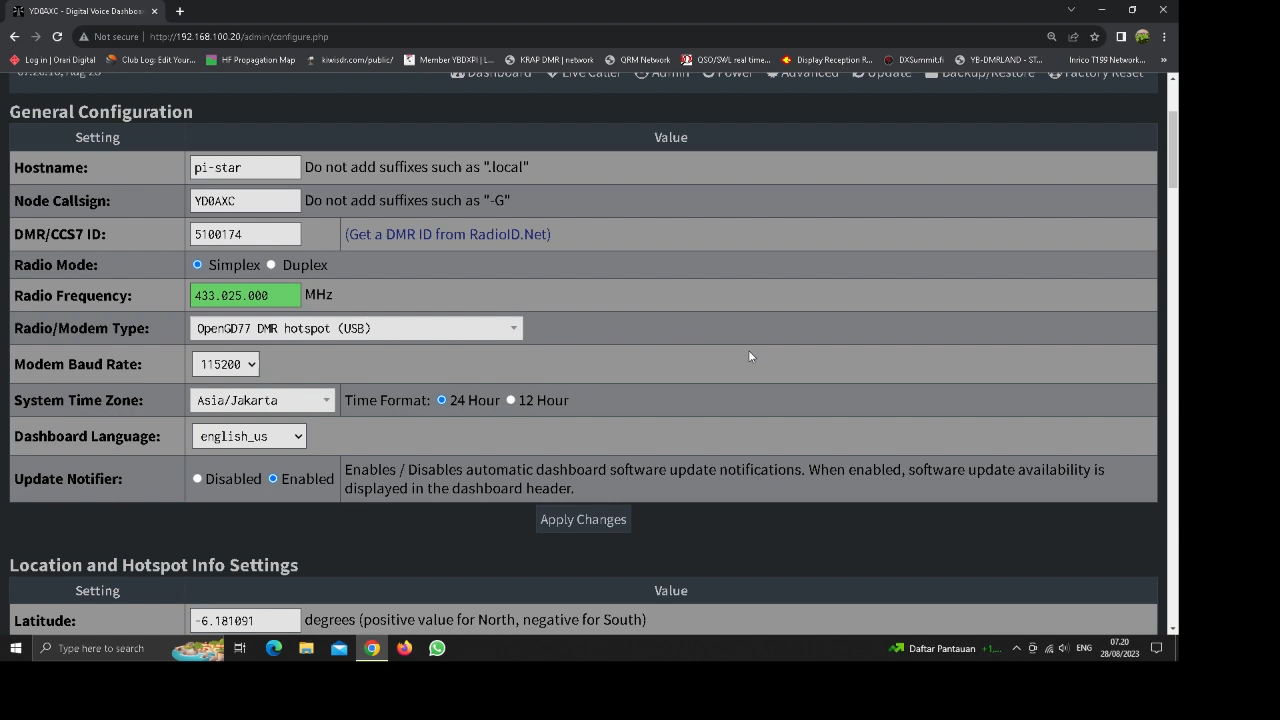 YD0AXC - Digital Voice Dashbo
Not secure | http://192.168.100.20/admin/configure.php
Log in | Oran Digital Club Log: Edit Your... HF Propagation Map kiwisdr.com/public/ Member YBDXPI | L... KRAP DMR | network QRM Network QSO/SWL real time... Display Reception R... DXSummit.fi YB-DMRLAND - ST... Inrico T199 Network... »
Dashboard Live Caller Admin Power Advanced Update Backup/Restore Factory Reset
General Configuration
Setting Value
Hostname: pi-star Do not add suffixes such as ".local"
Node Callsign: YD0AXC Do not add suffixes such as "-G"
DMR/CCS7 ID: 5100174 (Get a DMR ID from RadioID.Net)
Radio Mode: Simplex Duplex
Radio Frequency: 433.025.000 MHz
Radio/Modem Type: OpenGD77 DMR hotspot (USB)
Modem Baud Rate: 115200
System Time Zone: Asia/Jakarta Time Format: 24 Hour 12 Hour
Dashboard Language: english_us
Update Notifier: Disabled Enabled Enables / Disables automatic dashboard software update notifications. When enabled, software update availability is
displayed in the dashboard header.
Apply Changes
Location and Hotspot Info Settings
Setting Value
Latitude: -6.181091 degrees (positive value for North, negative for South)
Type here to search Daftar Pantauan +1,... ENG 07.20
28/08/2023